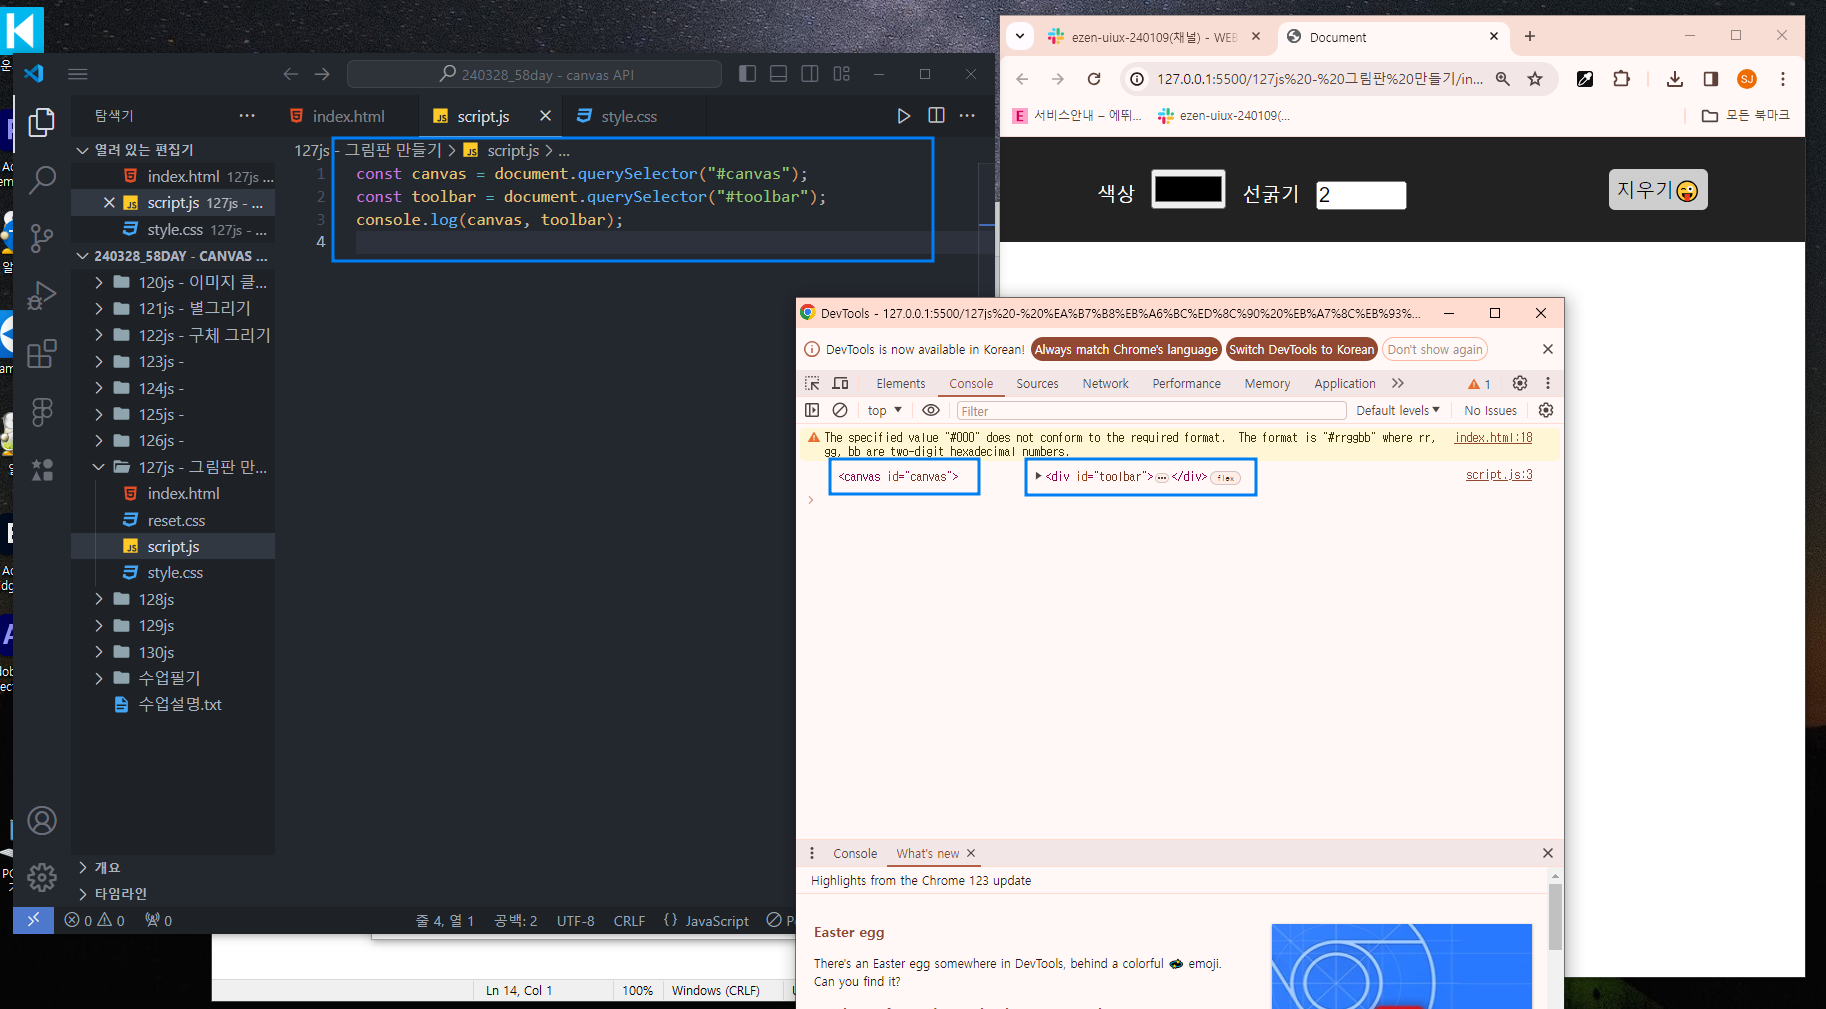 운
240328_58day - canvas API
탐색기
index.html
script.js
style.css
열려 있는 편집기
index.html 127js ...
script.js 127js - ...
style.css 127js - ...
240328_58DAY - CANVAS ...
120js - 이미지 클...
121js - 별그리기
122js - 구체 그리기
123js -
124js -
125js -
126js -
127js - 그림판 만...
index.html
reset.css
script.js
style.css
128js
129js
130js
수업필기
수업설명.txt
개요
타임라인
127js - 그림판 만들기 > script.js > ...
1 const canvas = document.querySelector("#canvas");
2 const toolbar = document.querySelector("#toolbar");
3 console.log(canvas, toolbar);
4
0 0 0
줄 4, 열 1 공백: 2 UTF-8 CRLF {} JavaScript
Ln 14, Col 1 100% Windows (CRLF)
ezen-uiux-240109(채널) - WEB
Document
127.0.0.1:5500/127js%20-%20그림판%20만들기/in...
SJ
서비스안내 – 에뛰...
ezen-uiux-240109(...
모든 북마크
색상 선굵기 2 지우기😜
DevTools - 127.0.0.1:5500/127js%20-%20%EA%B7%B8%EB%A6%BC%ED%8C%90%20%EB%A7%8C%EB%93%...
DevTools is now available in Korean! Always match Chrome's language Switch DevTools to Korean Don't show again
Elements Console Sources Network Performance Memory Application 1
top Filter Default levels No Issues
The specified value "#000" does not conform to the required format. The format is "#rrggbb" where rr, index.html:18
gg, bb are two-digit hexadecimal numbers.
<canvas id="canvas"> <div id="toolbar">…</div> flex script.js:3
Console What's new
Highlights from the Chrome 123 update
Easter egg
There's an Easter egg somewhere in DevTools, behind a colorful emoji.
Can you find it?